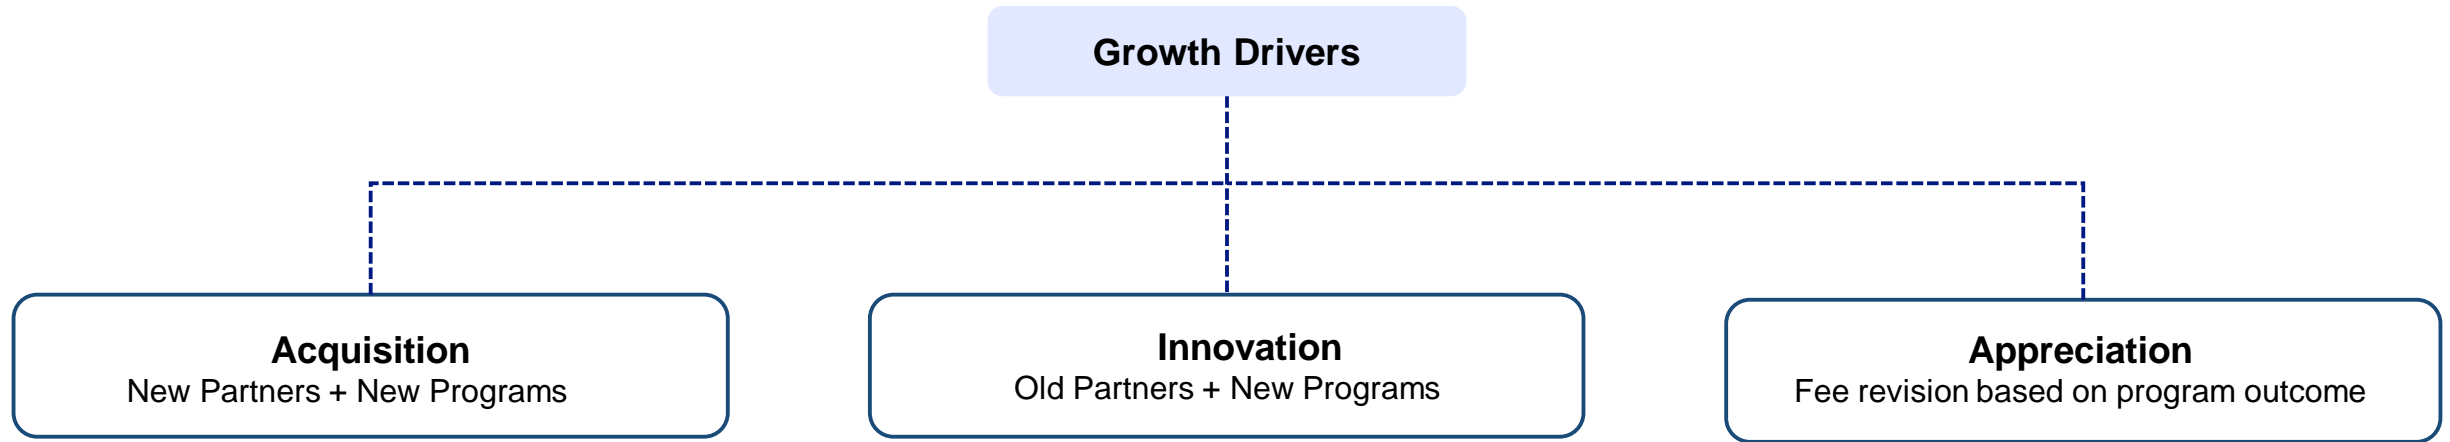 Growth Drivers
Acquisition
New Partners + New Programs
Innovation
Old Partners + New Programs
Appreciation
Fee revision based on program outcome